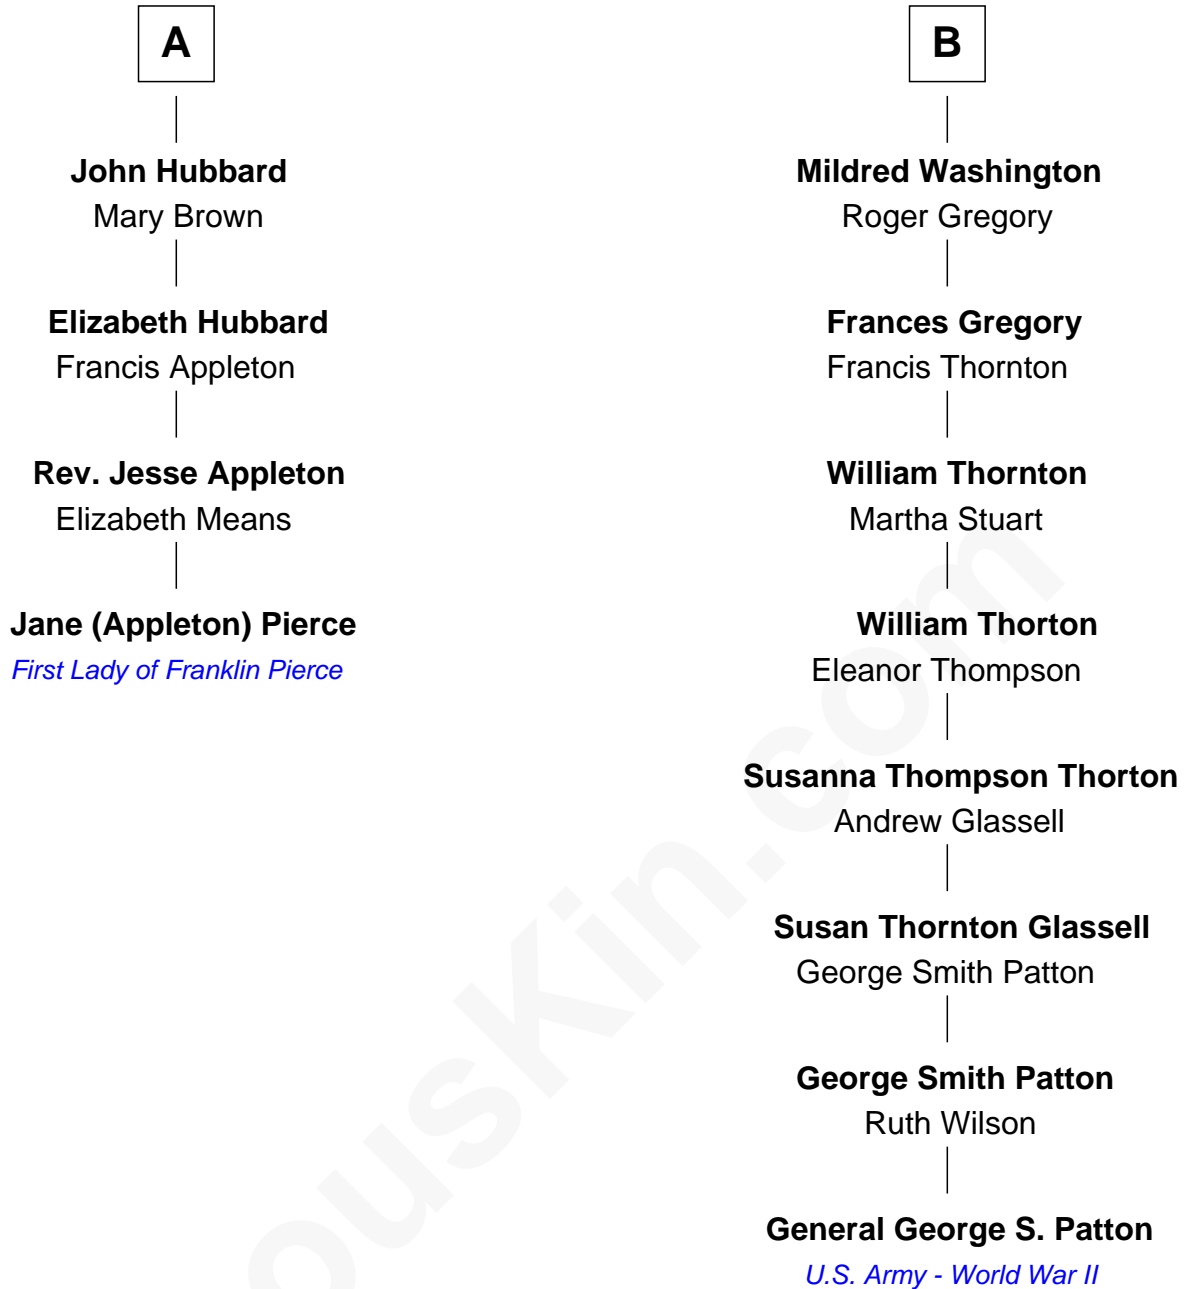 A
John Hubbard
Mary Brown
Elizabeth Hubbard
Francis Appleton
Rev. Jesse Appleton
Elizabeth Means
Jane (Appleton) Pierce
First Lady of Franklin Pierce
B
Mildred Washington
Roger Gregory
Frances Gregory
Francis Thornton
William Thornton
Martha Stuart
William Thorton
Eleanor Thompson
Susanna Thompson Thorton
Andrew Glassell
Susan Thornton Glassell
George Smith Patton
George Smith Patton
Ruth Wilson
General George S. Patton
U.S. Army - World War II
ousKin.com